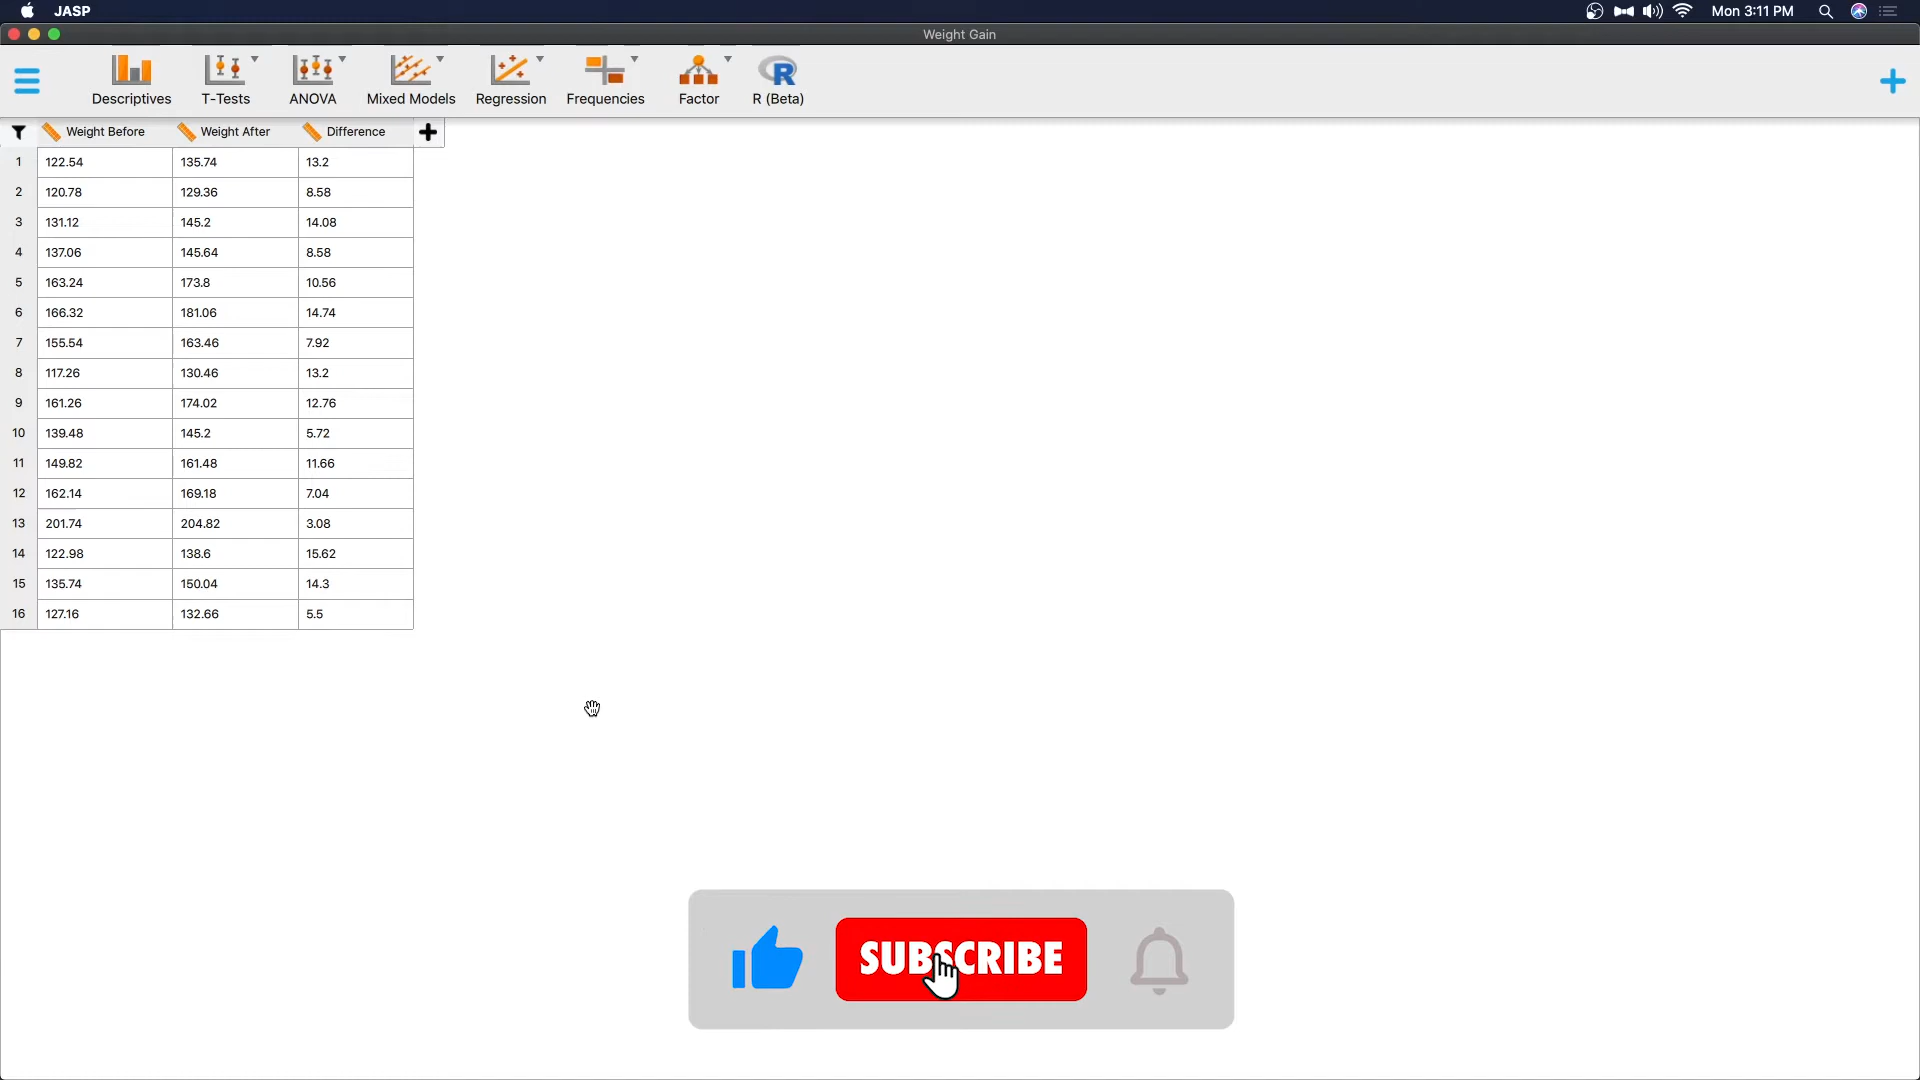 JASP
Mon 3:11 PM
Weight Gain
Descriptives T-Tests ANOVA Mixed Models Regression Frequencies Factor R (Beta)
Weight Before Weight After Difference
1 122.54 135.74 13.2
2 120.78 129.36 8.58
3 131.12 145.2 14.08
4 137.06 145.64 8.58
5 163.24 173.8 10.56
6 166.32 181.06 14.74
7 155.54 163.46 7.92
8 117.26 130.46 13.2
9 161.26 174.02 12.76
10 139.48 145.2 5.72
11 149.82 161.48 11.66
12 162.14 169.18 7.04
13 201.74 204.82 3.08
14 122.98 138.6 15.62
15 135.74 150.04 14.3
16 127.16 132.66 5.5
SUBSCRIBE